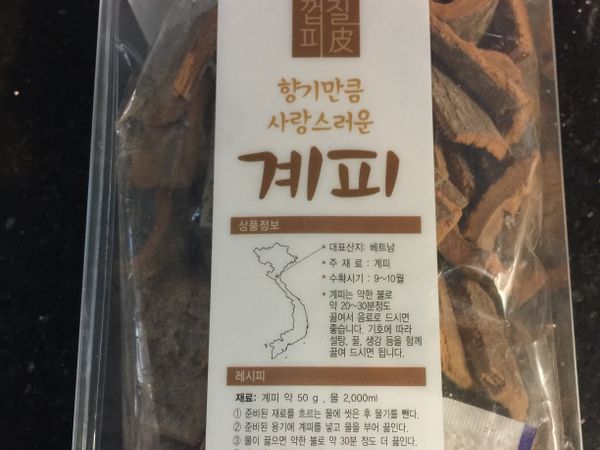 껍질
피皮
향기만큼
사랑스러운
계피
상품정보
• 대표산지: 베트남
• 주 재 료 : 계피
• 수확시기 : 9~10월
• 계피는 약한 불로
약 20~30분정도
끓여서 음료로 드시면
좋습니다. 기호에 따라
설탕, 꿀, 생강 등을 함께
끓여 드시면 됩니다.
레시피
재료: 계피 약 50 g , 물 2,000ml
① 준비된 재료를 흐르는 물에 씻은 후 물기를 뺀다.
② 준비된 용기에 계피를 넣고 물을 부어 끓인다.
③ 물이 끓으면 약한 불로 약 30분 정도 더 끓인다.